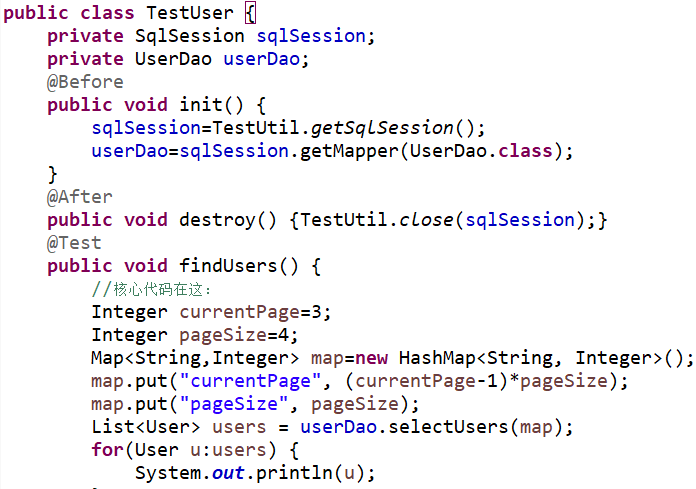 public class TestUser {
    private SqlSession sqlSession;
    private UserDao userDao;
    @Before
    public void init() {
        sqlSession=TestUtil.getSqlSession();
        userDao=sqlSession.getMapper(UserDao.class);
    }
    @After
    public void destroy() {TestUtil.close(sqlSession);}
    @Test
    public void findUsers() {
        //核心代码在这:
        Integer currentPage=3;
        Integer pageSize=4;
        Map<String,Integer> map=new HashMap<String, Integer>();
        map.put("currentPage", (currentPage-1)*pageSize);
        map.put("pageSize", pageSize);
        List<User> users = userDao.selectUsers(map);
        for(User u:users) {
            System.out.println(u);